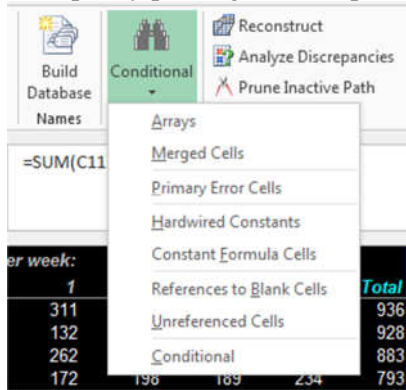 Build
Database
Names
Conditional
Reconstruct
Analyze Discrepancies
Prune Inactive Path
=SUM(C11
Arrays
Merged Cells
Primary Error Cells
Hardwired Constants
Constant Formula Cells
References to Blank Cells
Unreferenced Cells
Conditional
er week:
1 Total
311 936
132 928
262 883
172 198 189 234 793